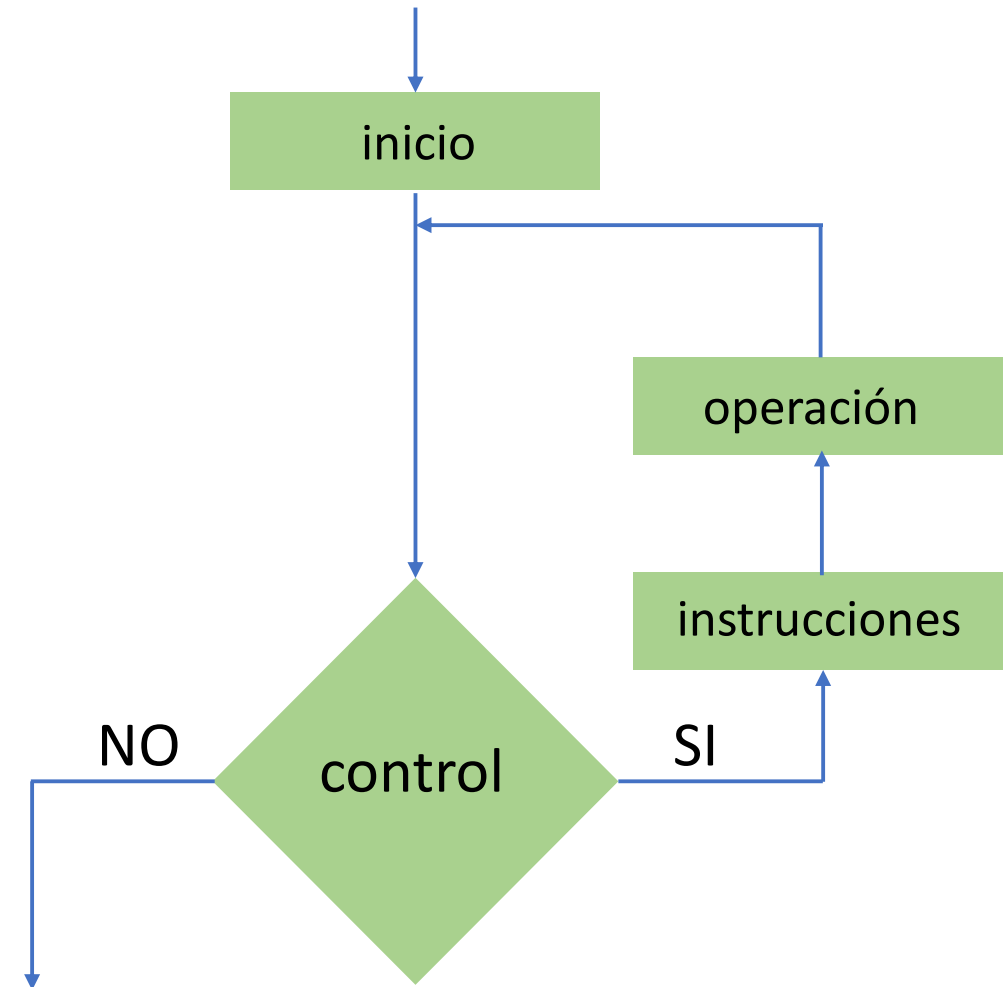 inicio
operación
instrucciones
NO
control
SI